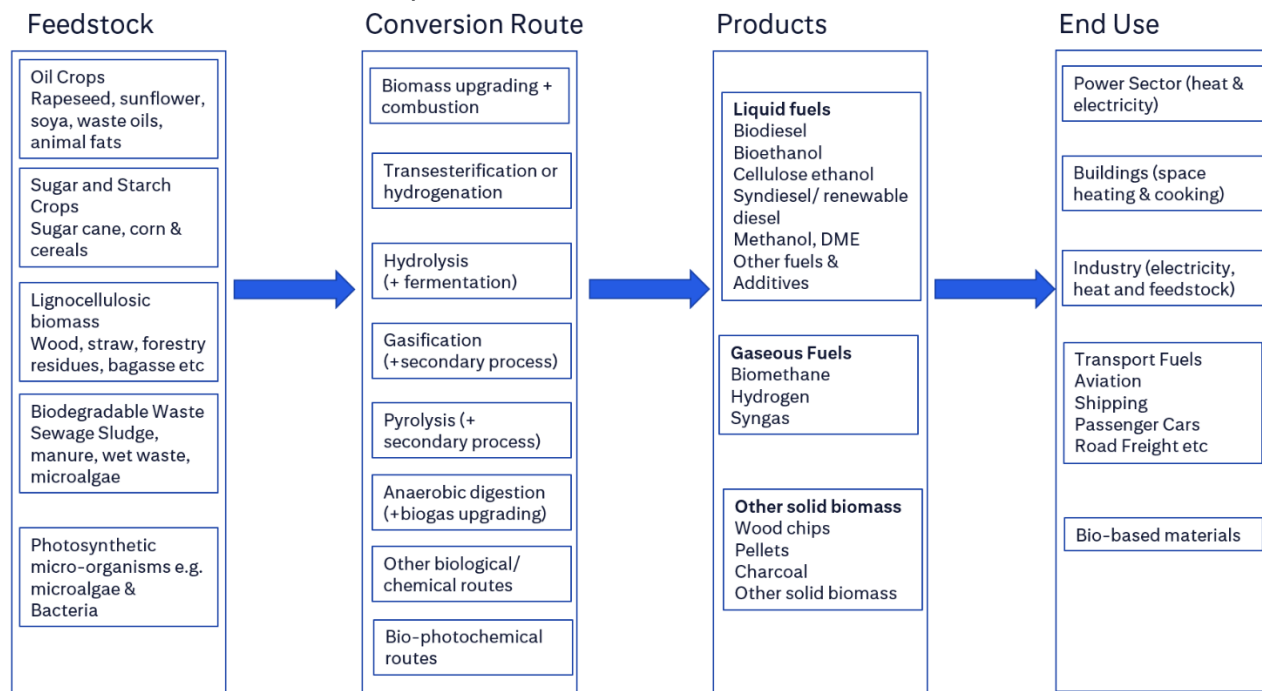 Feedstock
Oil Crops
Rapeseed, sunflower,
soya, waste oils,
animal fats
Sugar and Starch
Crops
Sugar cane, corn &
cereals
Lignocellulosic
biomass
Wood, straw, forestry
residues, bagasse etc
Biodegradable Waste
Sewage Sludge,
manure, wet waste,
microalgae
Photosynthetic
micro-organisms e.g.
microalgae &
Bacteria
Conversion Route
Biomass upgrading +
combustion
Transesterification or
hydrogenation
Hydrolysis
(+ fermentation)
Gasification
(+secondary process)
Pyrolysis (+
secondary process)
Anaerobic digestion
(+biogas upgrading)
Other biological/
chemical routes
Bio-photochemical
routes
Products
Liquid fuels
Biodiesel
Bioethanol
Cellulose ethanol
Syndiesel/ renewable
diesel
Methanol, DME
Other fuels &
Additives
Gaseous Fuels
Biomethane
Hydrogen
Syngas
Other solid biomass
Wood chips
Pellets
Charcoal
Other solid biomass
End Use
Power Sector (heat &
electricity)
Buildings (space
heating & cooking)
Industry (electricity,
heat and feedstock)
Transport Fuels
Aviation
Shipping
Passenger Cars
Road Freight etc
Bio-based materials